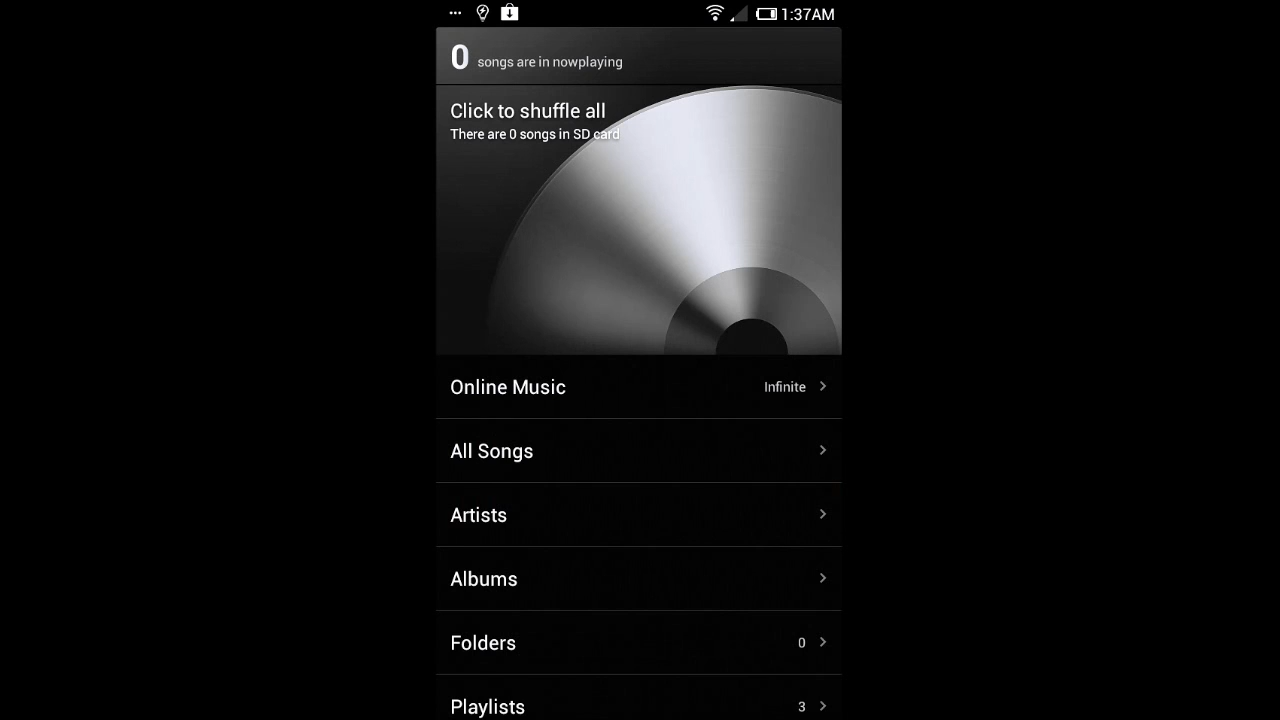 1:37AM
0 songs are in nowplaying
Click to shuffle all
There are 0 songs in SD card
Online Music Infinite
All Songs
Artists
Albums
Folders 0
Playlists 3